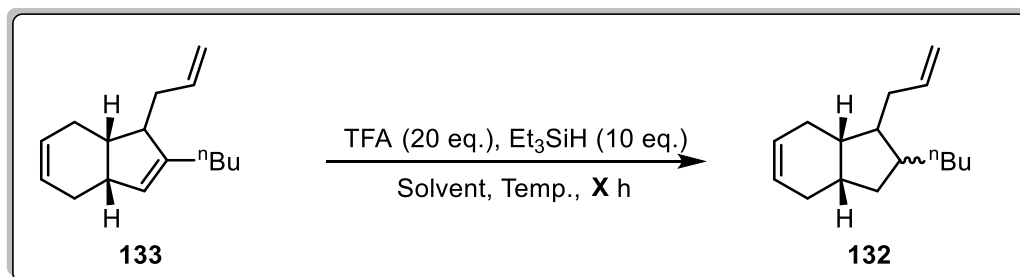 H
TFA (20 eq.), Et₃SiH (10 eq.)
ⁿBu
Solvent, Temp., X h
H
133
H
ⁿBu
H
132